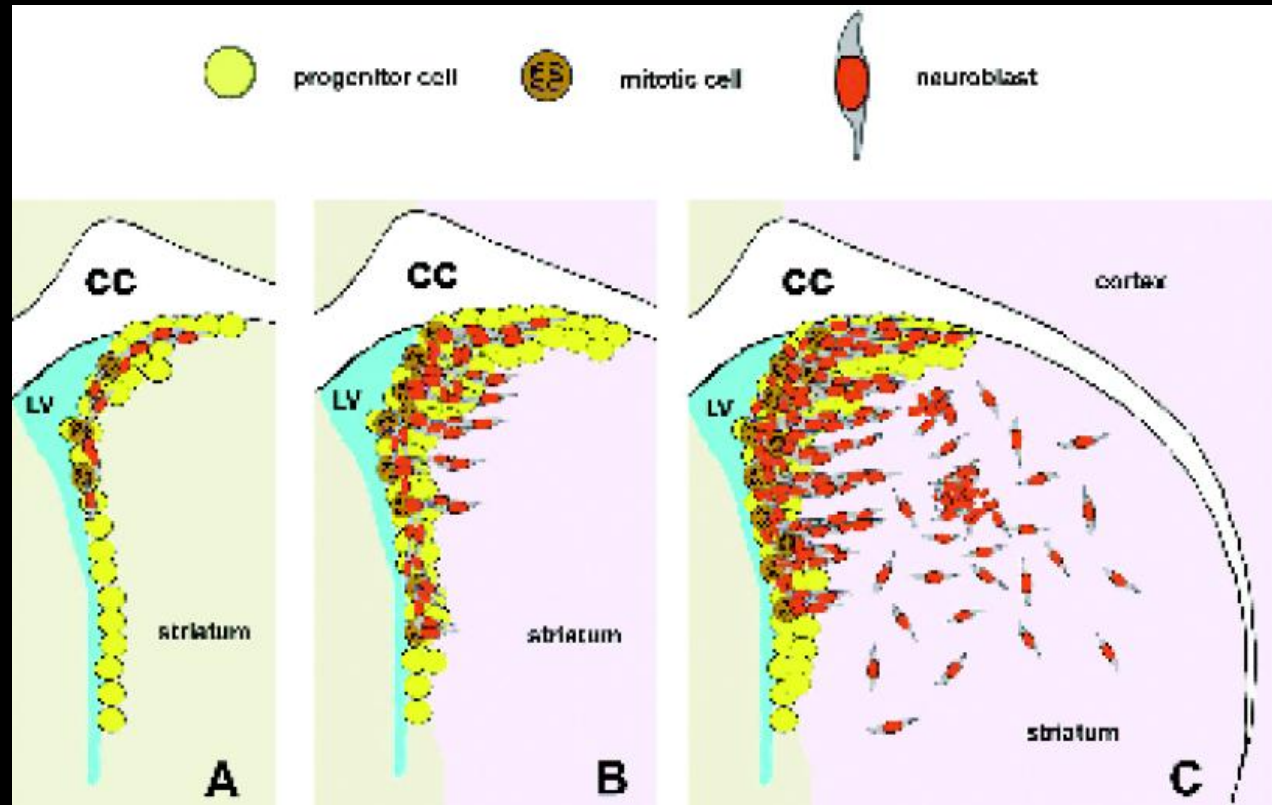 progenitor cell
mitotic cell
neuroblast
CC
LV
striatum
A
CC
LV
striatum
B
CC
cortex
LV
striatum
C